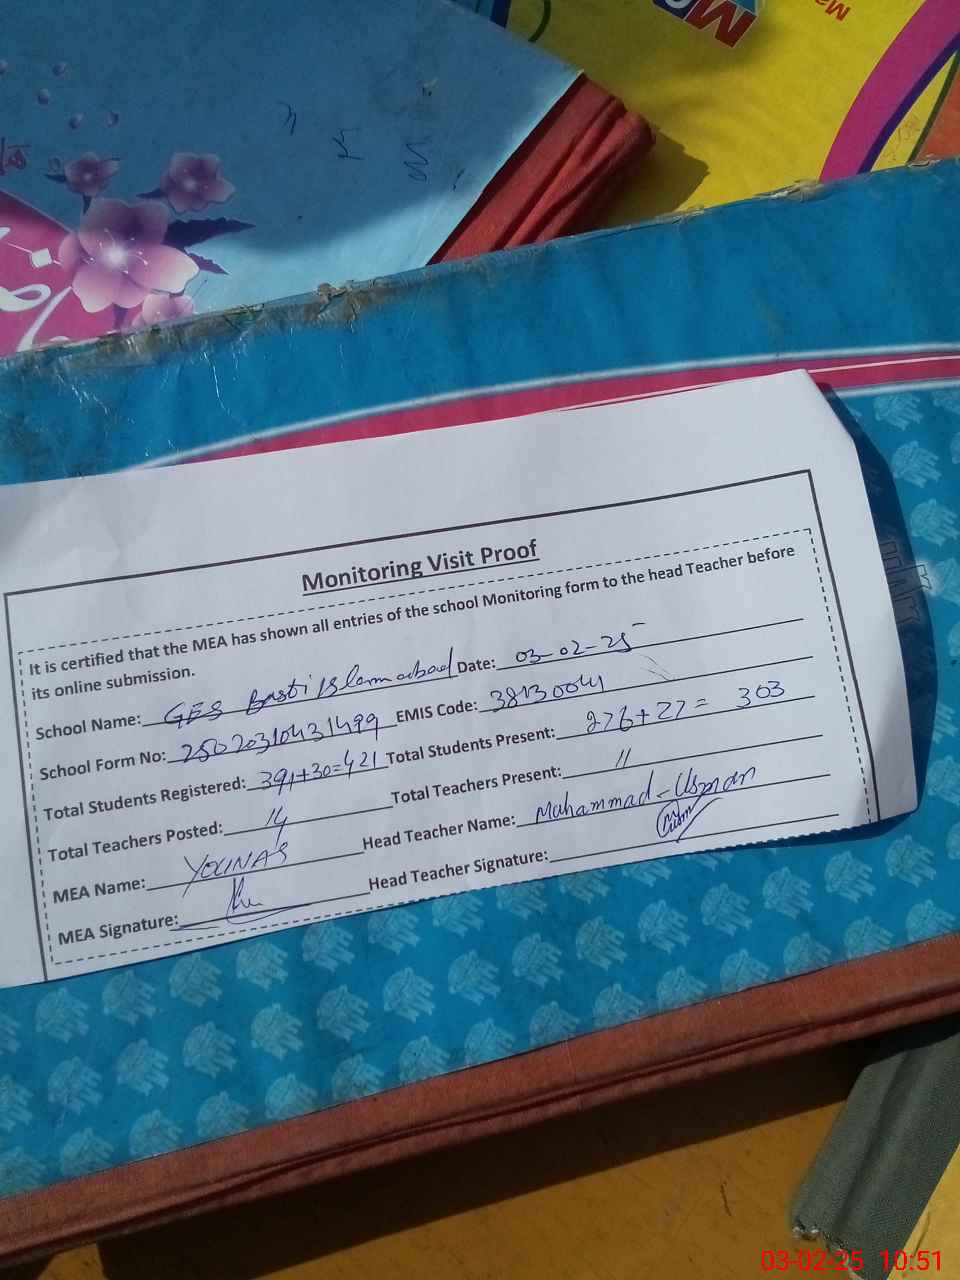 Monitoring Visit Proof
It is certified that the MEA has shown all entries of the school Monitoring form to the head Teacher before
its online submission.
School Name: GES Basti Islamabad Date: 03-02-25
School Form No: 25020310431499 EMIS Code: 38130041
Total Students Registered: 391+30=421 Total Students Present: 276+27= 303
Total Teachers Posted: 14 Total Teachers Present: 11
MEA Name: YOUNAS Head Teacher Name: Muhammad-Usman
MEA Signature: Head Teacher Signature:
03-02-25 10:51